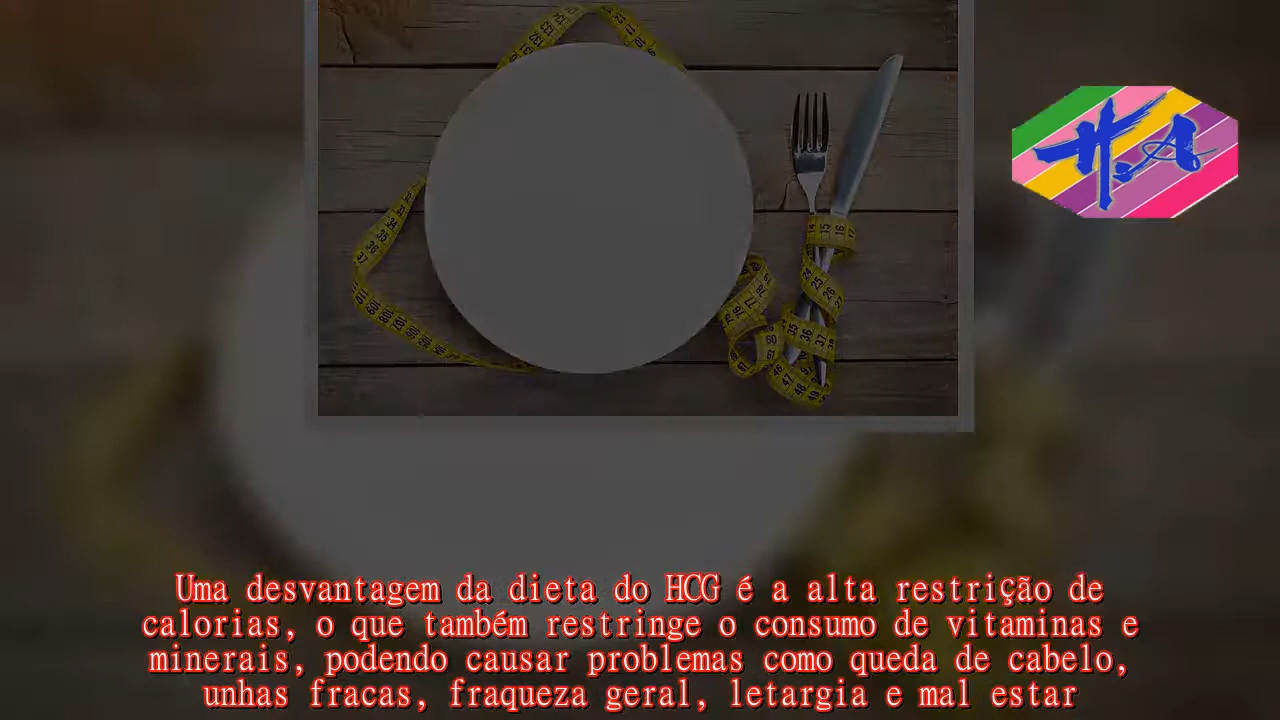 H.A
Uma desvantagem da dieta do HCG é a alta restrição de
calorias, o que também restringe o consumo de vitaminas e
minerais, podendo causar problemas como queda de cabelo,
unhas fracas, fraqueza geral, letargia e mal estar